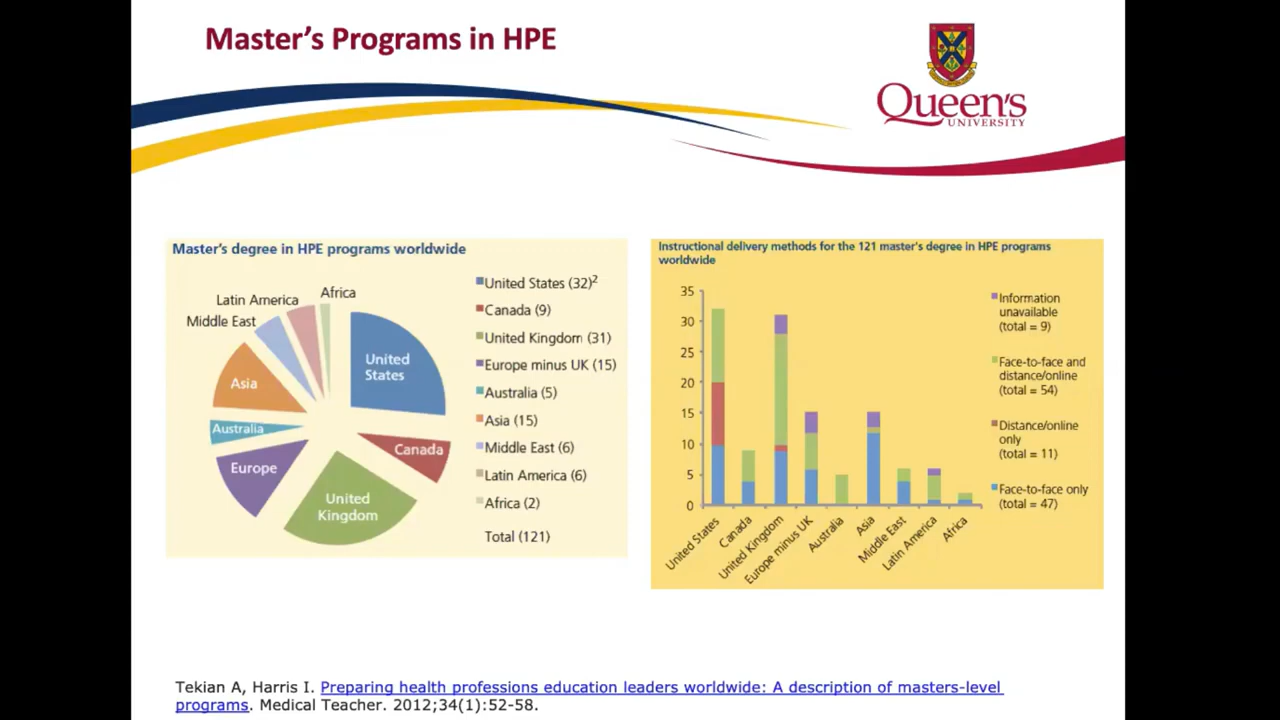 Master's Programs in HPE
Queen's
UNIVERSITY
Master's degree in HPE programs worldwide
Africa
Latin America
Middle East
United
States
Asia
Australia
Canada
Europe
United
Kingdom
United States (32)2
Canada (9)
United Kingdom (31)
Europe minus UK (15)
Australia (5)
Asia (15)
Middle East (6)
Latin America (6)
Africa (2)
Total (121)
Instructional delivery methods for the 121 master's degree in HPE programs
worldwide
35
30
25
20
15
10
5
0
United States
Canada
United Kingdom
Europe minus UK
Australia
Asia
Middle East
Latin America
Africa
Information
unavailable
(total = 9)
Face-to-face and
distance/online
(total = 54)
Distance/online
only
(total = 11)
Face-to-face only
(total = 47)
Tekian A, Harris I. Preparing health professions education leaders worldwide: A description of masters-level
programs. Medical Teacher. 2012;34(1):52-58.